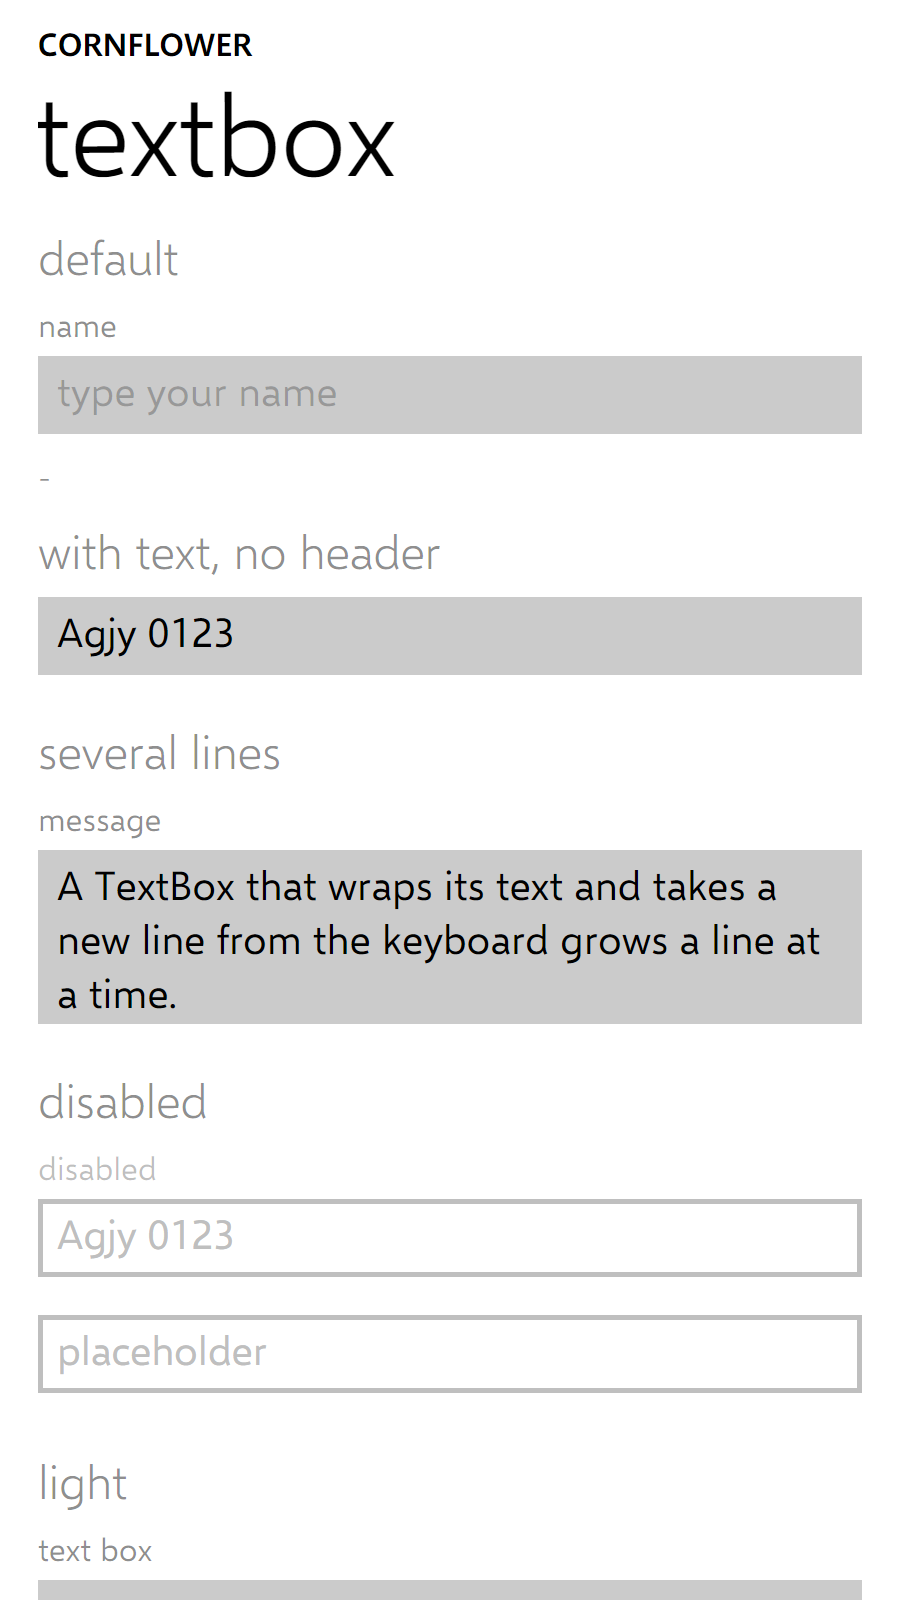 CORNFLOWER
textbox
default
name
type your name
-
with text, no header
Agjy 0123
several lines
message
A TextBox that wraps its text and takes a
new line from the keyboard grows a line at
a time.
disabled
disabled
Agjy 0123
placeholder
light
text box